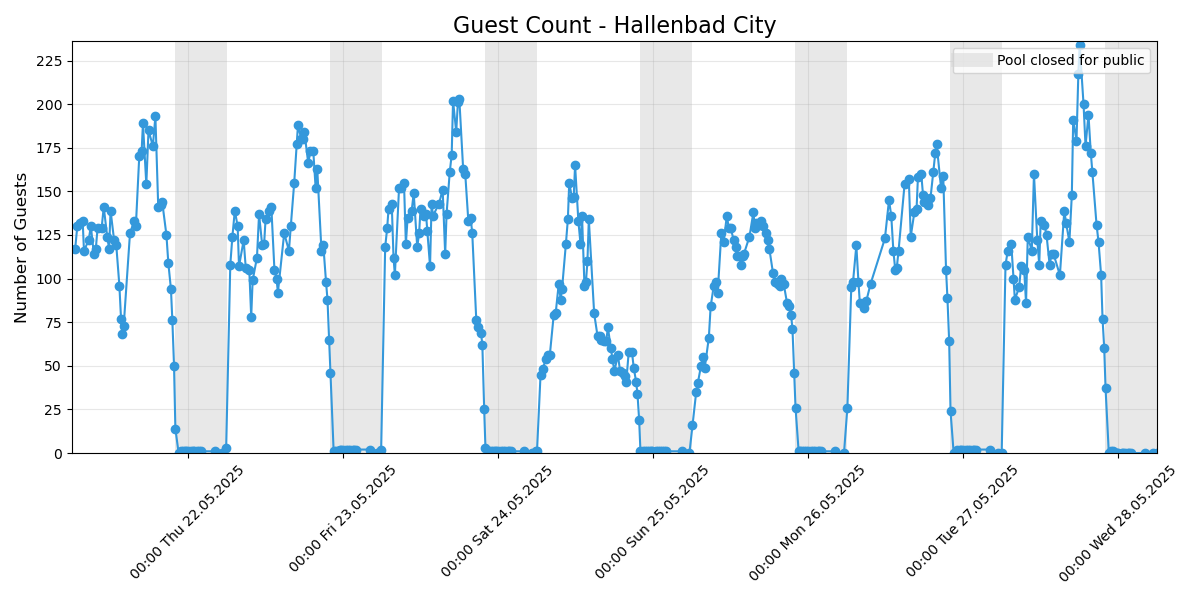 Guest Count - Hallenbad City
Number of Guests
225
200
175
150
125
100
75
50
25
0
Pool closed for public
00:00 Thu 22.05.2025
00:00 Fri 23.05.2025
00:00 Sat 24.05.2025
00:00 Sun 25.05.2025
00:00 Mon 26.05.2025
00:00 Tue 27.05.2025
00:00 Wed 28.05.2025